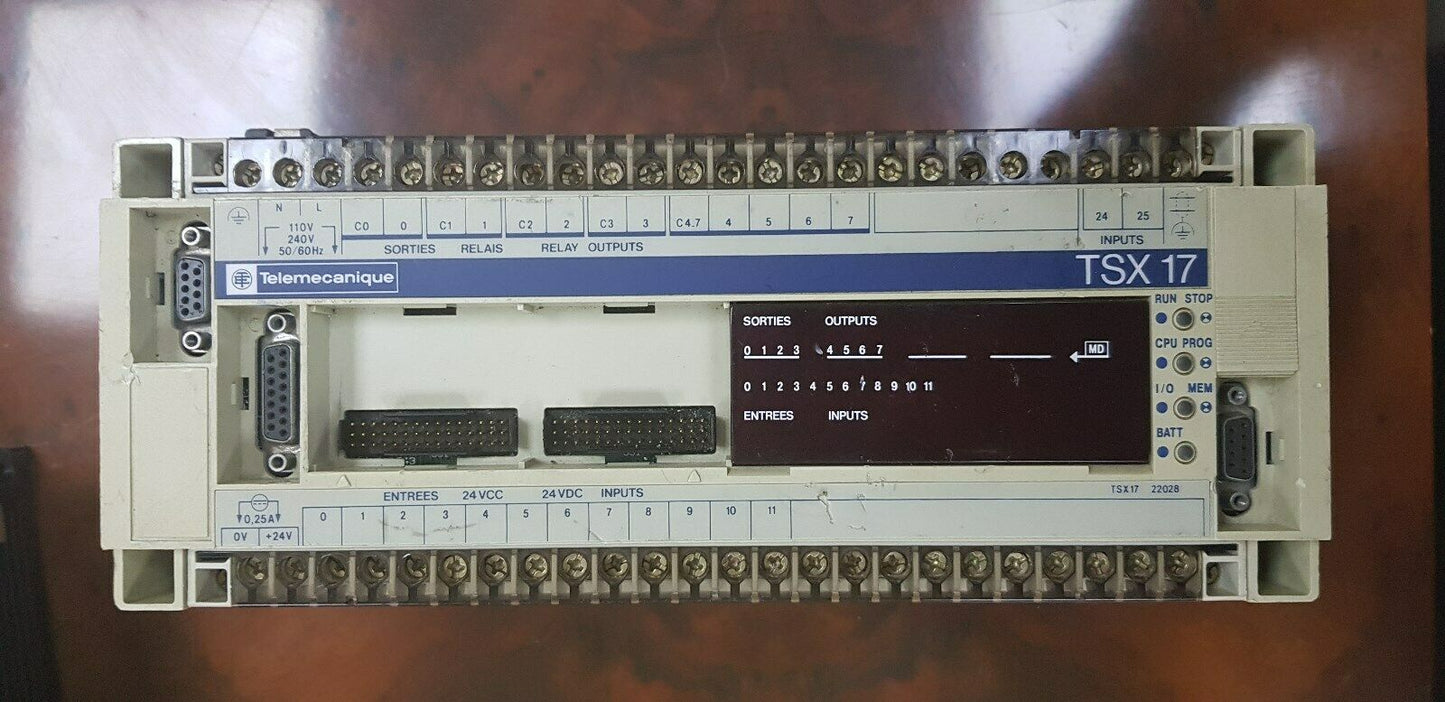 N L C0 0 C1 1 C2 2 C3 3 C4.7 4 5 6 7 24 25
110V
240V
50/60Hz
SORTIES RELAIS RELAY OUTPUTS
INPUTS
Telemecanique
TSX 17
SORTIES OUTPUTS
0 1 2 3 4 5 6 7 MD
0 1 2 3 4 5 6 7 8 9 10 11
ENTREES INPUTS
RUN STOP
CPU PROG
I/O MEM
BATT
TSX17 22028
ENTREES 24VCC 24VDC INPUTS
0,25A
0V +24V
0 1 2 3 4 5 6 7 8 9 10 11